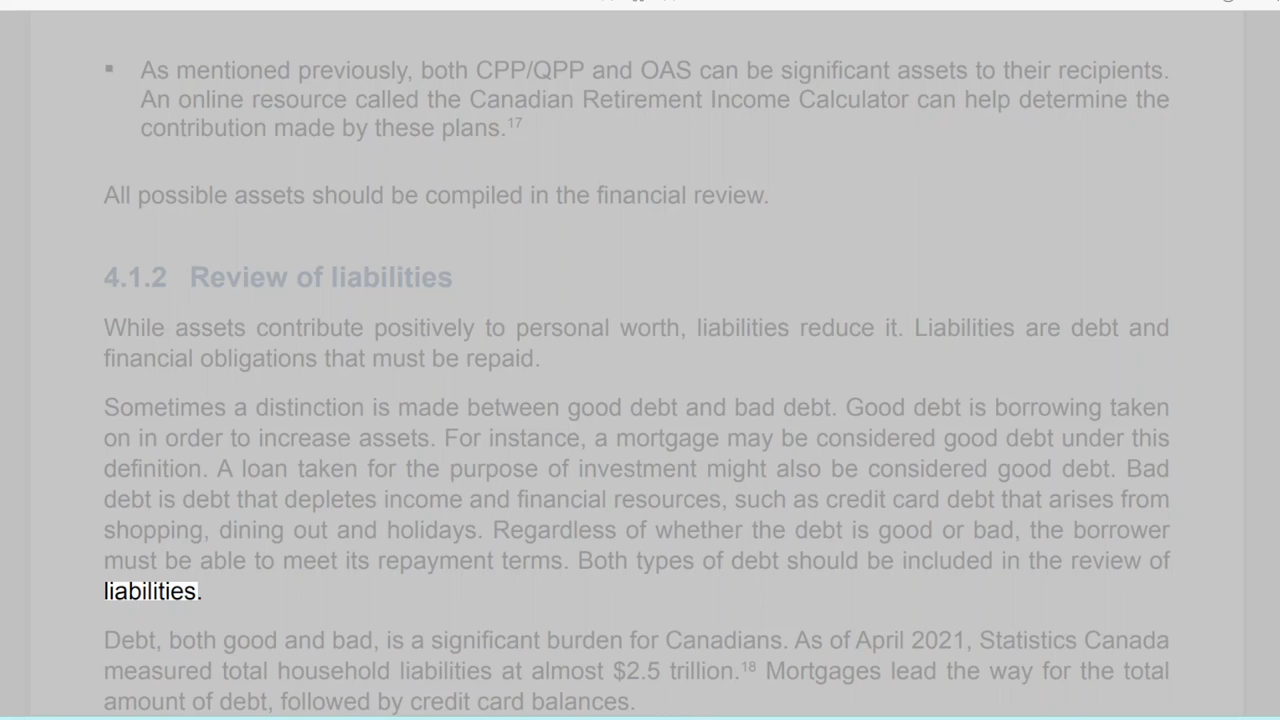 ▪ As mentioned previously, both CPP/QPP and OAS can be significant assets to their recipients.
An online resource called the Canadian Retirement Income Calculator can help determine the
contribution made by these plans.17
All possible assets should be compiled in the financial review.
4.1.2 Review of liabilities
While assets contribute positively to personal worth, liabilities reduce it. Liabilities are debt and
financial obligations that must be repaid.
Sometimes a distinction is made between good debt and bad debt. Good debt is borrowing taken
on in order to increase assets. For instance, a mortgage may be considered good debt under this
definition. A loan taken for the purpose of investment might also be considered good debt. Bad
debt is debt that depletes income and financial resources, such as credit card debt that arises from
shopping, dining out and holidays. Regardless of whether the debt is good or bad, the borrower
must be able to meet its repayment terms. Both types of debt should be included in the review of
liabilities.
Debt, both good and bad, is a significant burden for Canadians. As of April 2021, Statistics Canada
measured total household liabilities at almost $2.5 trillion.18 Mortgages lead the way for the total
amount of debt, followed by credit card balances.